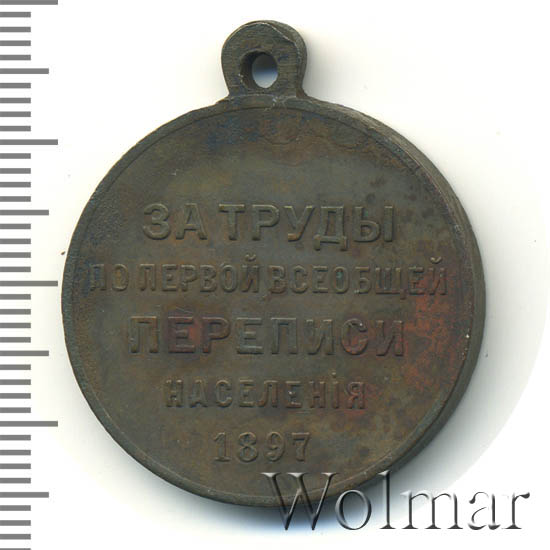 ЗА ТРУДЫ
ПО ПЕРВОЙ ВСЕОБЩЕЙ
ПЕРЕПИСИ
НАСЕЛЕНІЯ
1897
Wolmar